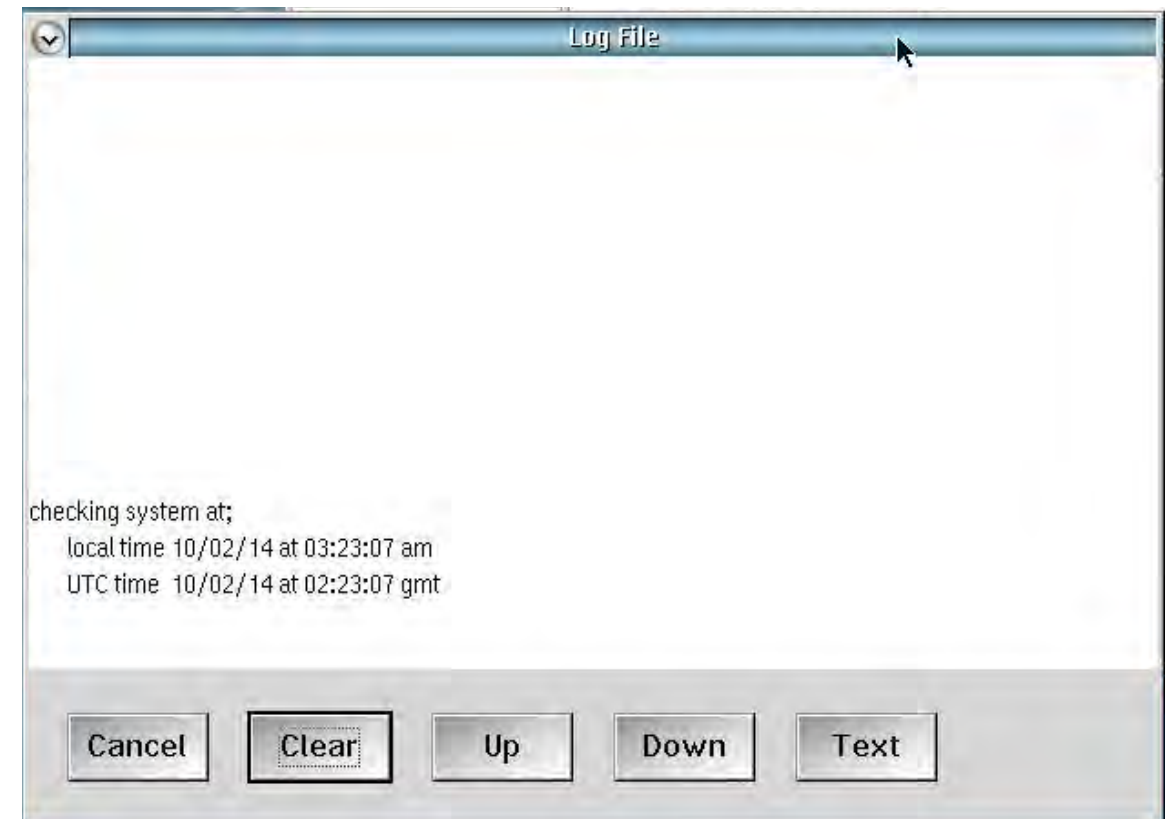 Log File
checking system at;
local time 10/02/14 at 03:23:07 am
UTC time 10/02/14 at 02:23:07 gmt
Cancel Clear Up Down Text